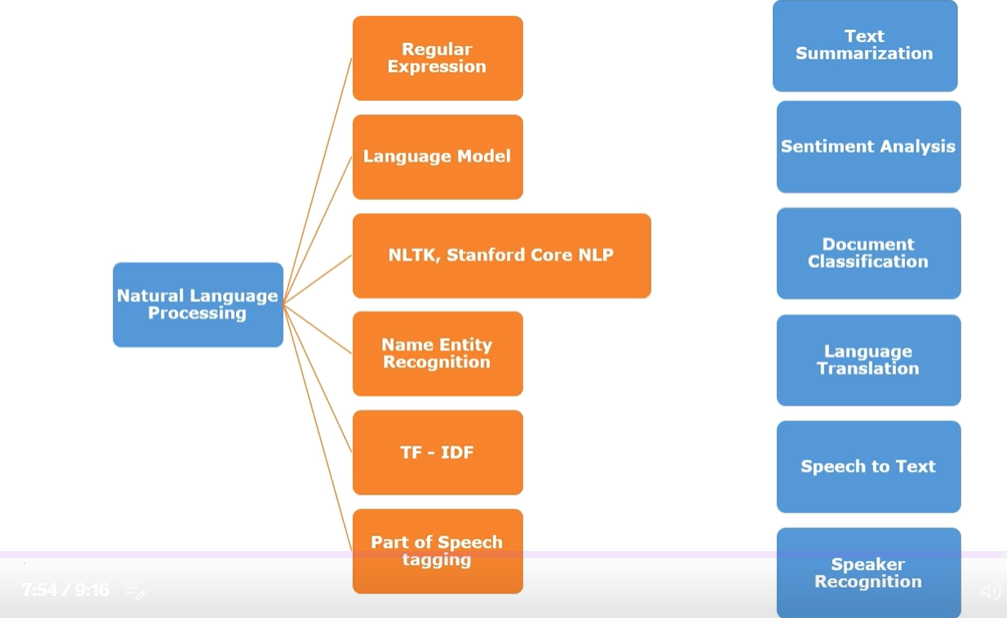 Regular
Expression
Language Model
NLTK, Stanford Core NLP
Natural Language
Processing
Name Entity
Recognition
TF - IDF
Part of Speech
tagging
Text
Summarization
Sentiment Analysis
Document
Classification
Language
Translation
Speech to Text
Speaker
Recognition
7:54 / 9:16